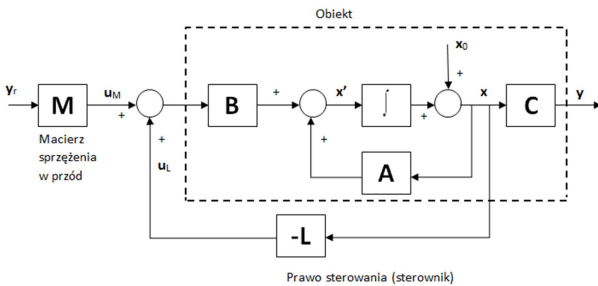 Obiekt
x₀
+
yᵣ
M
uM
+
B
+
x'
∫
+
x
C
y
+
uL
+
A
Macierz
sprzężenia
w przód
-L
Prawo sterowania (sterownik)